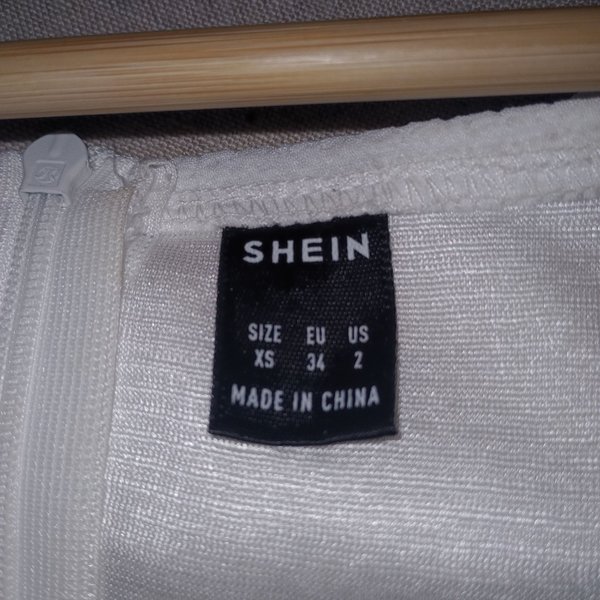 SHEIN
SIZE EU US
XS 34 2
MADE IN CHINA